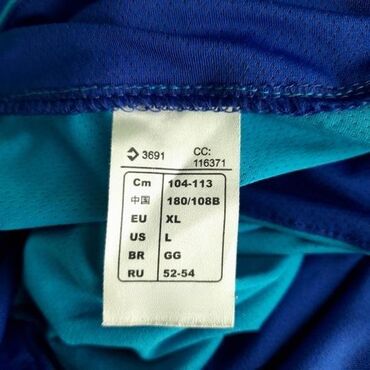 3691 CC:
116371
Cm 104-113
中国 180/108B
EU XL
US L
BR GG
RU 52-54